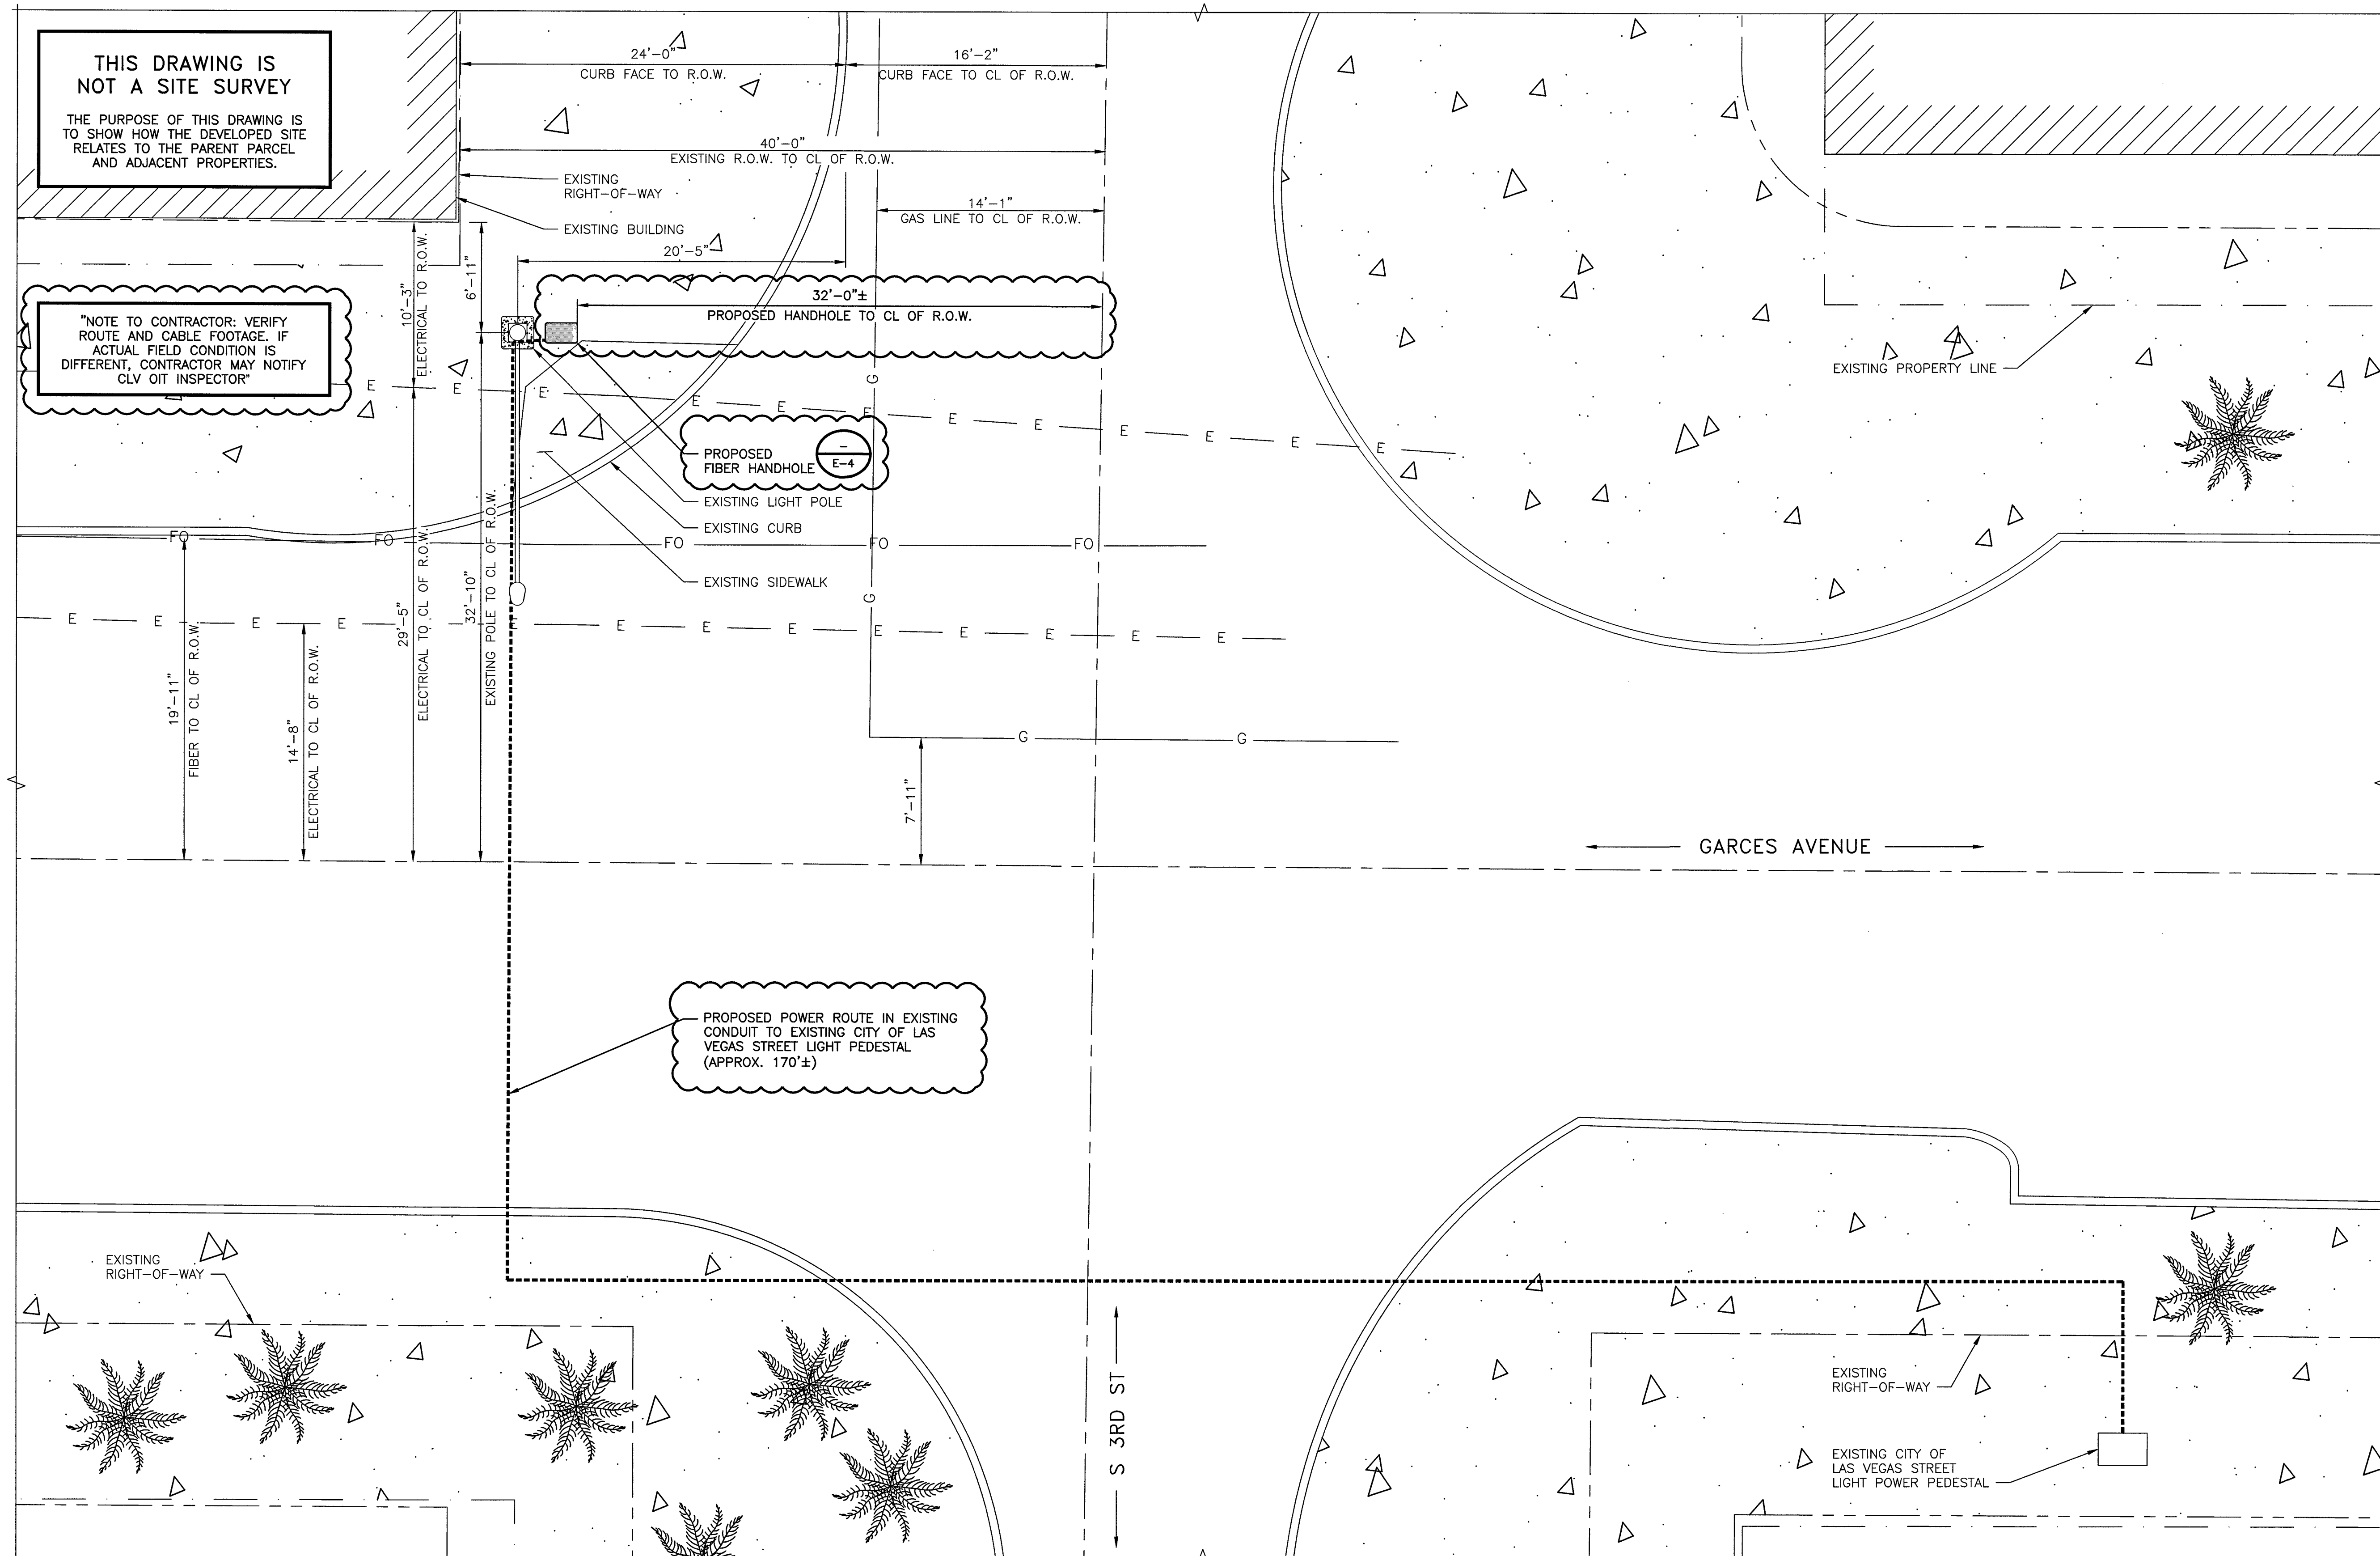 THIS DRAWING IS
NOT A SITE SURVEY
THE PURPOSE OF THIS DRAWING IS
TO SHOW HOW THE DEVELOPED SITE
RELATES TO THE PARENT PARCEL
AND ADJACENT PROPERTIES.
24'-0"
CURB FACE TO R.O.W.
16'-2"
CURB FACE TO CL OF R.O.W.
40'-0"
EXISTING R.O.W. TO CL OF R.O.W.
EXISTING
RIGHT-OF-WAY
EXISTING BUILDING
14'-1"
GAS LINE TO CL OF R.O.W.
20'-5"
10'-3"
ELECTRICAL TO R.O.W.
6'-11"
32'-0"±
PROPOSED HANDHOLE TO CL OF R.O.W.
"NOTE TO CONTRACTOR: VERIFY
ROUTE AND CABLE FOOTAGE. IF
ACTUAL FIELD CONDITION IS
DIFFERENT, CONTRACTOR MAY NOTIFY
CLV OIT INSPECTOR"
EXISTING PROPERTY LINE
G
E E E E E E E E E E E E E
PROPOSED
FIBER HANDHOLE
–
E-4
EXISTING LIGHT POLE
EXISTING CURB
FO FO FO FO FO
EXISTING SIDEWALK
G
E E E E E E E E E E E E E
19'-11"
FIBER TO CL OF R.O.W.
14'-8"
ELECTRICAL TO CL OF R.O.W.
29'-5"
ELECTRICAL TO CL OF R.O.W.
32'-10"
EXISTING POLE TO CL OF R.O.W.
G G
7'-11"
GARCES AVENUE
PROPOSED POWER ROUTE IN EXISTING
CONDUIT TO EXISTING CITY OF LAS
VEGAS STREET LIGHT PEDESTAL
(APPROX. 170'±)
EXISTING
RIGHT-OF-WAY
S 3RD ST
EXISTING
RIGHT-OF-WAY
EXISTING CITY OF
LAS VEGAS STREET
LIGHT POWER PEDESTAL